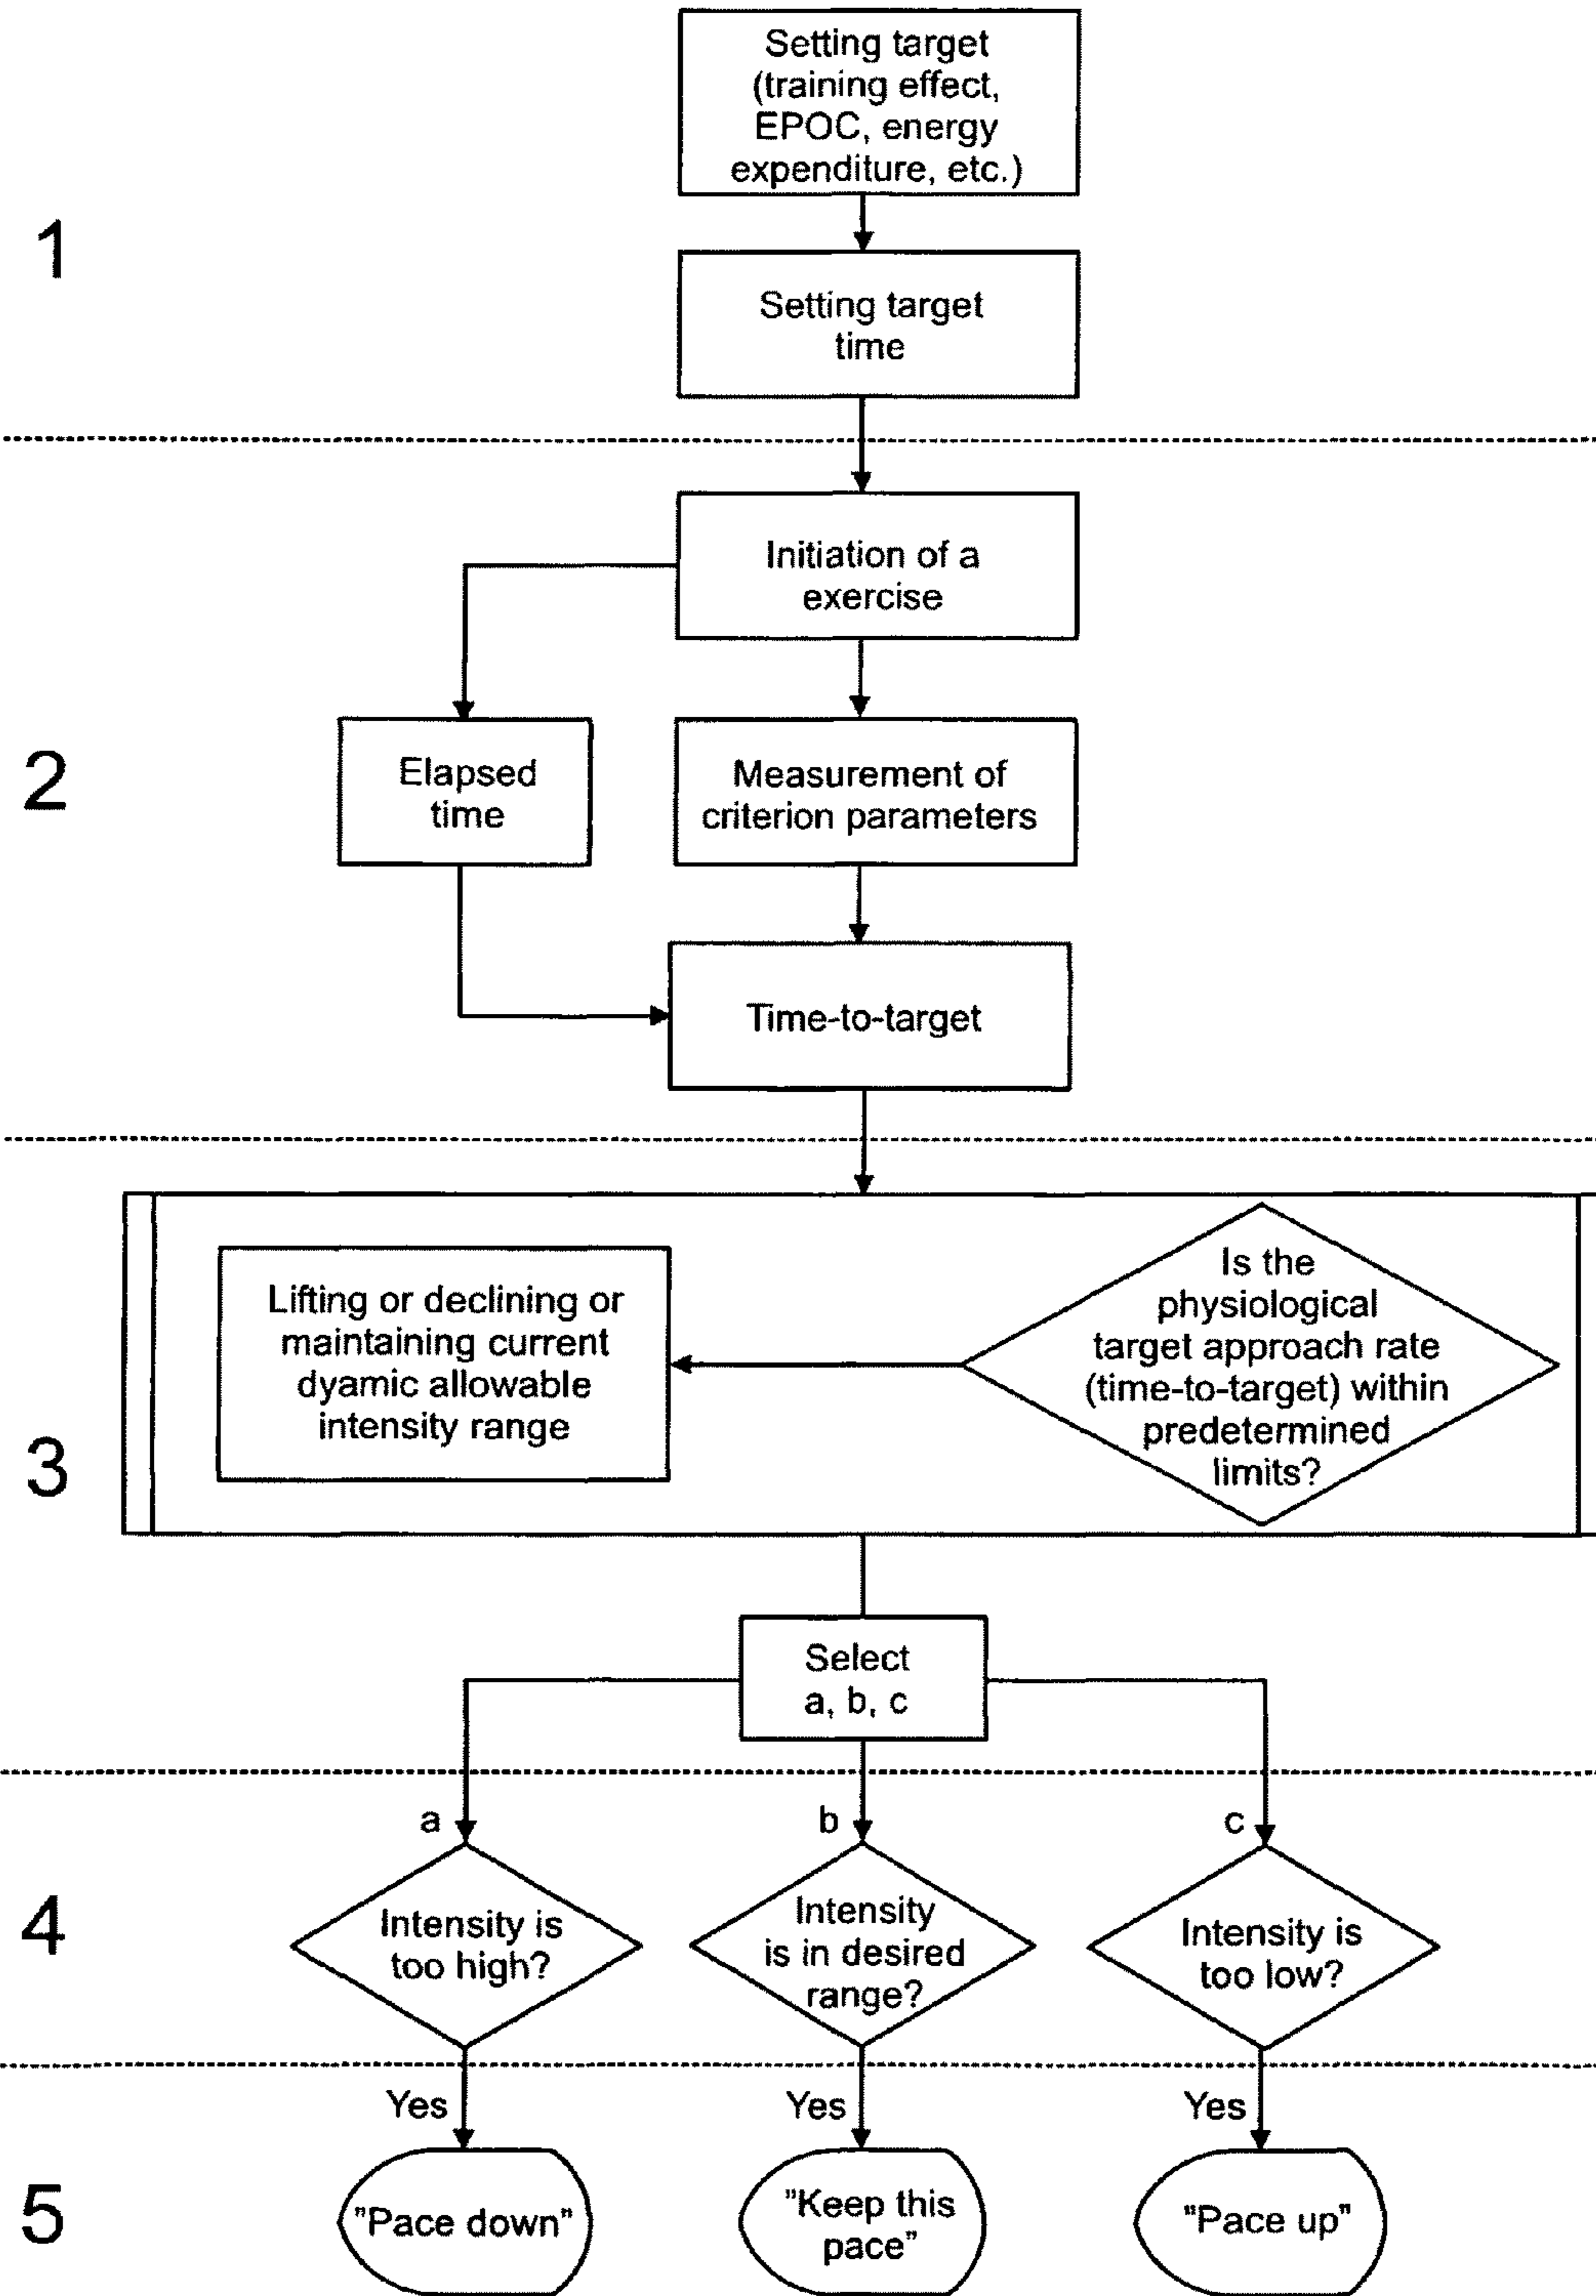 Setting target
(training effect,
EPOC, energy
expenditure, etc.)
1
Setting target
time
Initiation of a
exercise
2
Elapsed
time
Measurement of
criterion parameters
Time-to-target
3
Lifting or declining or
maintaining current
dyamic allowable
intensity range
Is the
physiological
target approach rate
(time-to-target) within
predetermined
limits?
Select
a, b, c
a
b
c
4
Intensity is
too high?
Intensity
is in desired
range?
Intensity is
too low?
Yes
Yes
Yes
5
"Pace down"
"Keep this
pace"
"Pace up"